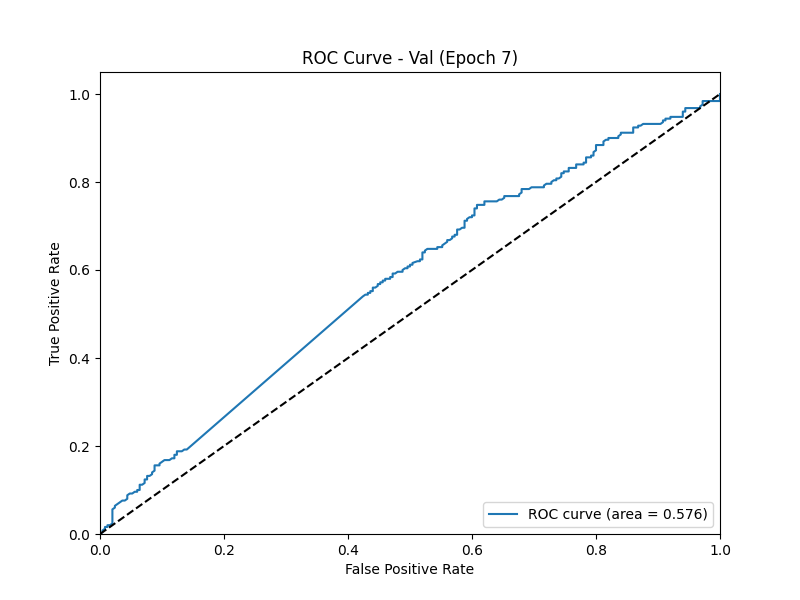 ROC Curve - Val (Epoch 7)
True Positive Rate
1.0
0.8
0.6
0.4
0.2
0.0
0.0 0.2 0.4 0.6 0.8 1.0
False Positive Rate
ROC curve (area = 0.576)